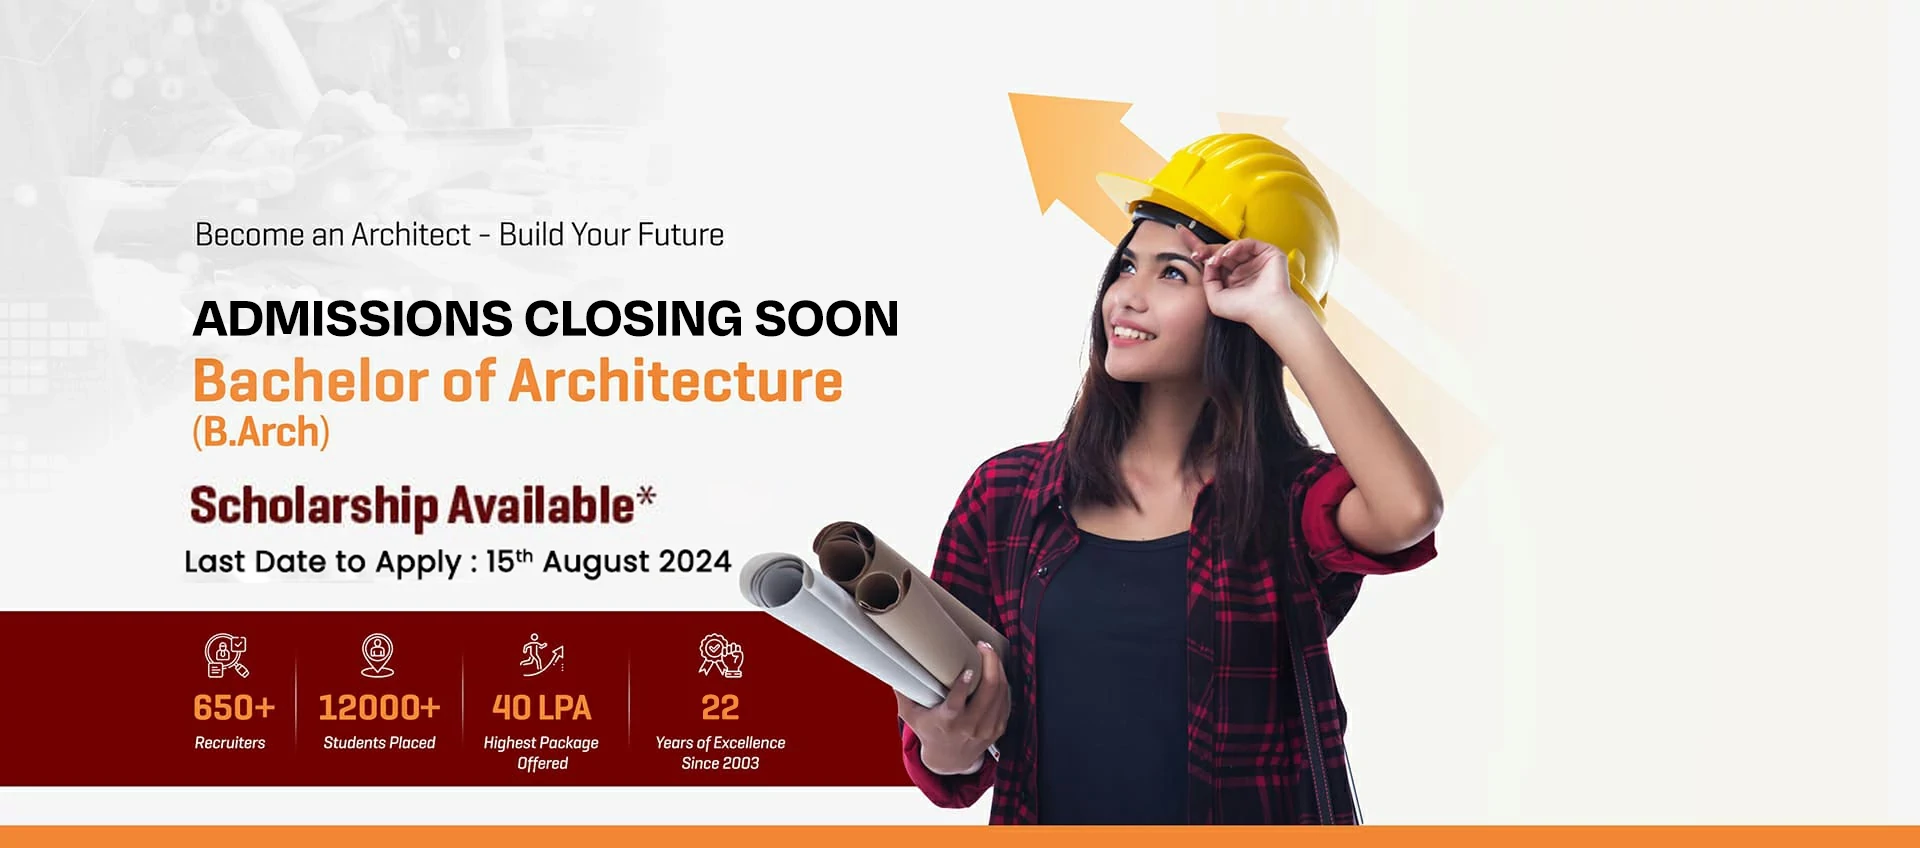 Become an Architect - Build Your Future
ADMISSIONS CLOSING SOON
Bachelor of Architecture
(B.Arch)
Scholarship Available*
Last Date to Apply : 15th August 2024
650+
Recruiters
12000+
Students Placed
40 LPA
Highest Package
Offered
22
Years of Excellence
Since 2003